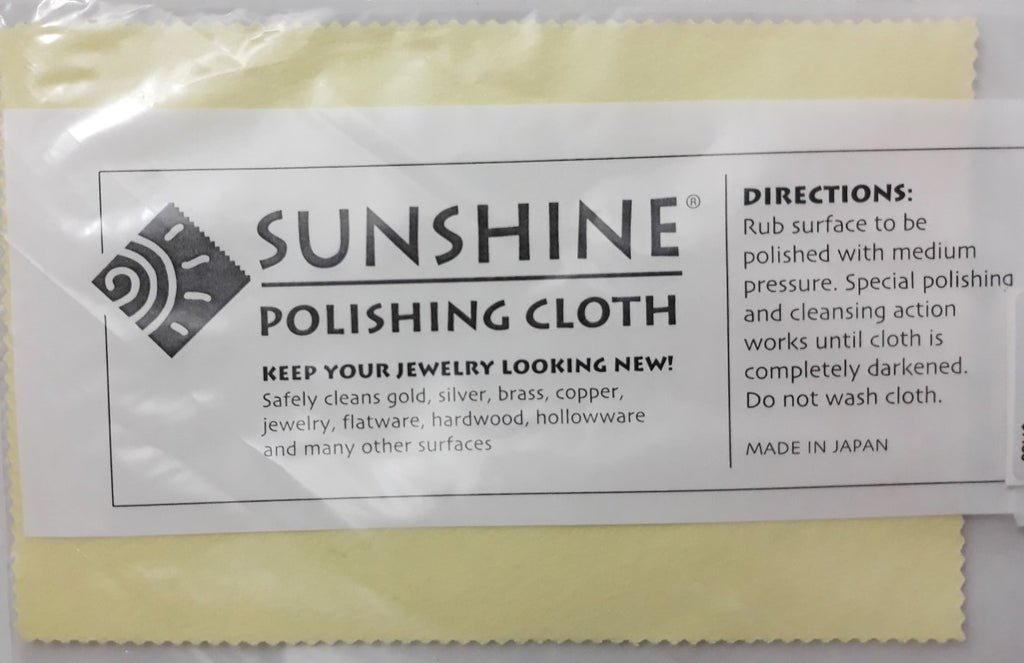 SUNSHINE®
POLISHING CLOTH
KEEP YOUR JEWELRY LOOKING NEW!
Safely cleans gold, silver, brass, copper,
jewelry, flatware, hardwood, hollowware
and many other surfaces
DIRECTIONS:
Rub surface to be
polished with medium
pressure. Special polishing
and cleansing action
works until cloth is
completely darkened.
Do not wash cloth.
MADE IN JAPAN